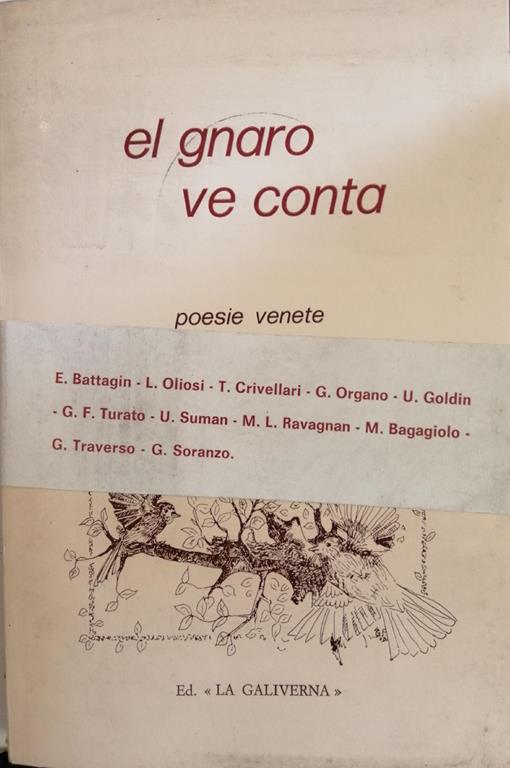 el gnaro
ve conta
poesie venete
E. Battagin - L. Oliosi - T. Crivellari - G. Organo - U. Goldin
- G. F. Turato - U. Suman - M. L. Ravagnan - M. Bagagiolo -
G. Traverso - G. Soranzo.
Ed. « LA GALIVERNA »